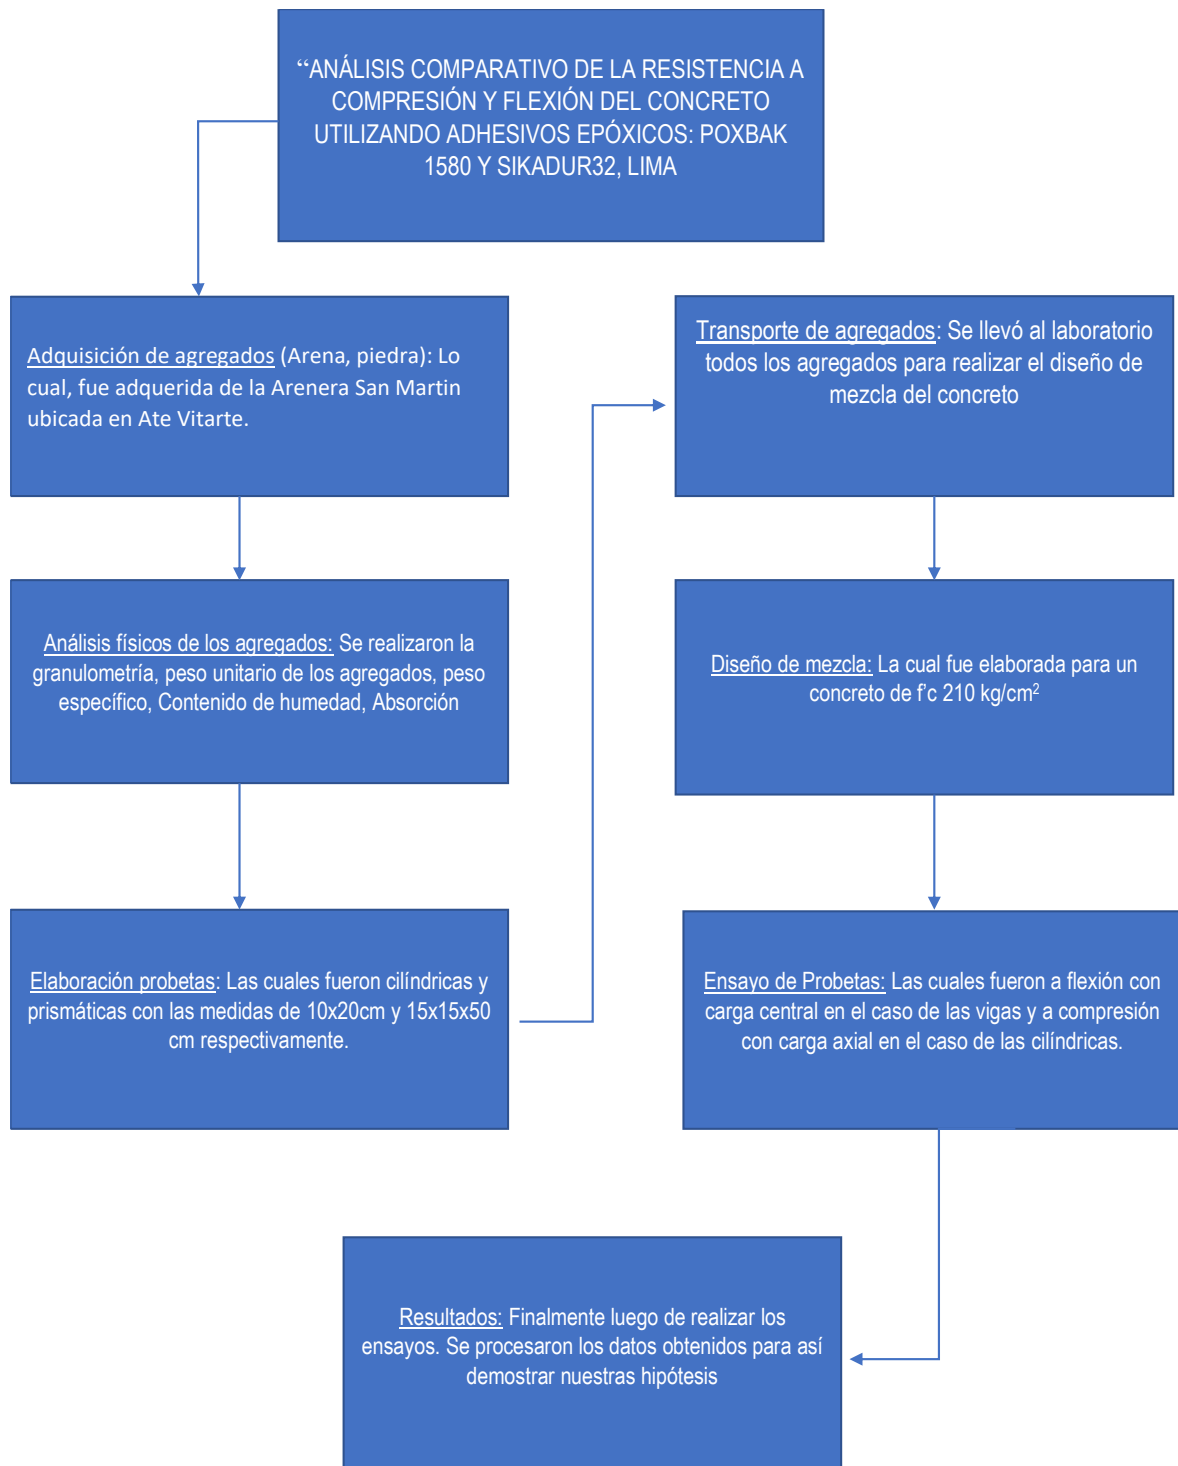 “ANÁLISIS COMPARATIVO DE LA RESISTENCIA A
COMPRESIÓN Y FLEXIÓN DEL CONCRETO
UTILIZANDO ADHESIVOS EPÓXICOS: POXBAK
1580 Y SIKADUR32, LIMA
Adquisición de agregados (Arena, piedra): Lo
cual, fue adquerida de la Arenera San Martin
ubicada en Ate Vitarte.
Análisis físicos de los agregados: Se realizaron la
granulometría, peso unitario de los agregados, peso
específico, Contenido de humedad, Absorción
Elaboración probetas: Las cuales fueron cilíndricas y
prismáticas con las medidas de 10x20cm y 15x15x50
cm respectivamente.
Transporte de agregados: Se llevó al laboratorio
todos los agregados para realizar el diseño de
mezcla del concreto
Diseño de mezcla: La cual fue elaborada para un
concreto de f’c 210 kg/cm²
Ensayo de Probetas: Las cuales fueron a flexión con
carga central en el caso de las vigas y a compresión
con carga axial en el caso de las cilíndricas.
Resultados: Finalmente luego de realizar los
ensayos. Se procesaron los datos obtenidos para así
demostrar nuestras hipótesis